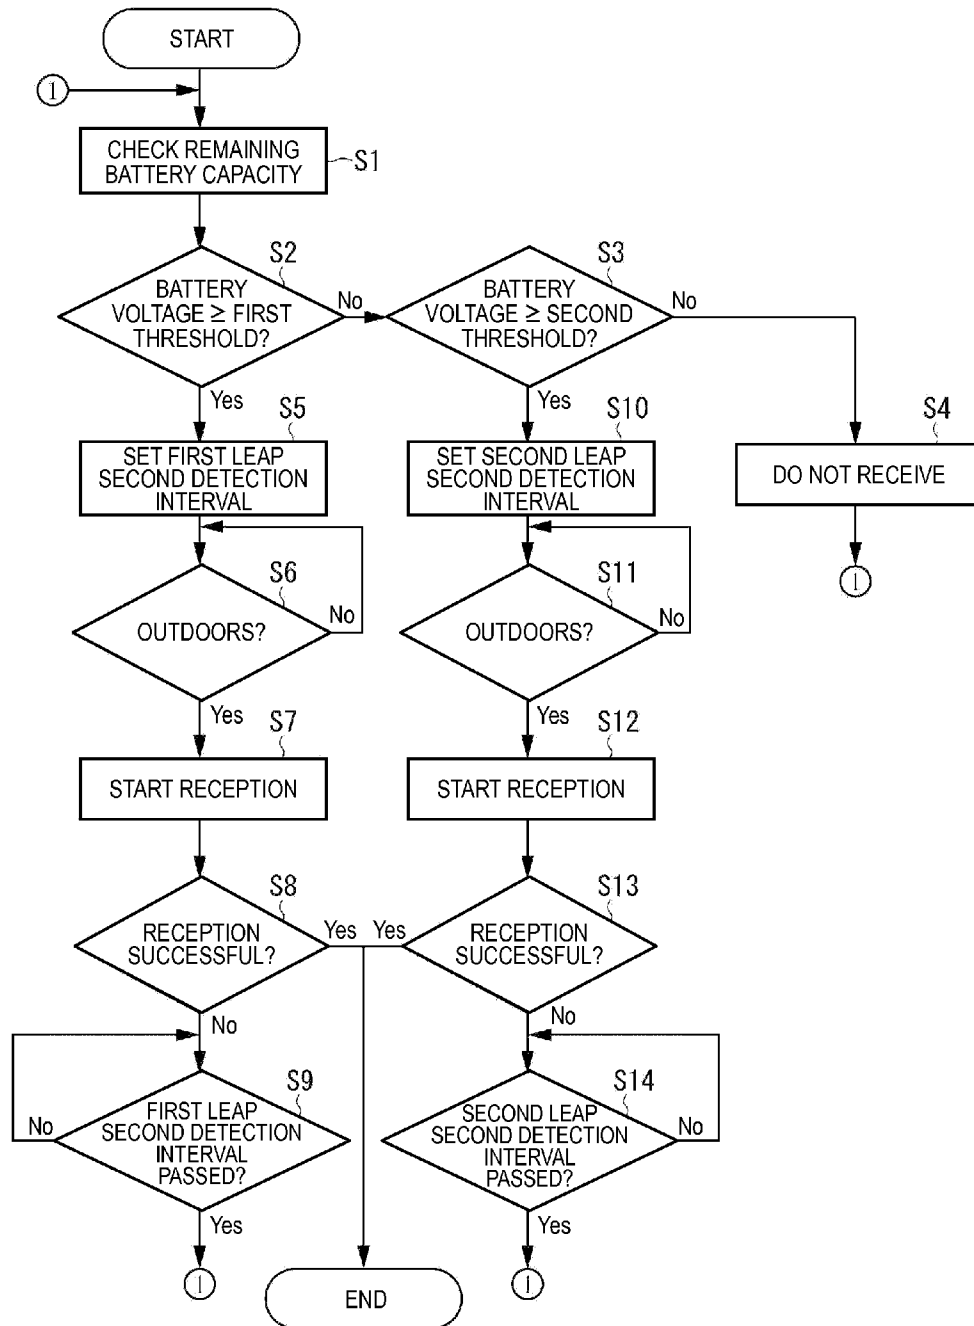 START
1
CHECK REMAINING
BATTERY CAPACITY
S1
S2
BATTERY
VOLTAGE ≥ FIRST
THRESHOLD?
No
Yes
S3
BATTERY
VOLTAGE ≥ SECOND
THRESHOLD?
No
Yes
S4
DO NOT RECEIVE
1
S5
SET FIRST LEAP
SECOND DETECTION
INTERVAL
S10
SET SECOND LEAP
SECOND DETECTION
INTERVAL
S6
OUTDOORS?
No
Yes
S11
OUTDOORS?
No
Yes
S7
START RECEPTION
S12
START RECEPTION
S8
RECEPTION
SUCCESSFUL?
Yes
No
S13
RECEPTION
SUCCESSFUL?
Yes
No
S9
FIRST LEAP
SECOND DETECTION
INTERVAL
PASSED?
No
Yes
1
S14
SECOND LEAP
SECOND DETECTION
INTERVAL
PASSED?
No
Yes
1
END